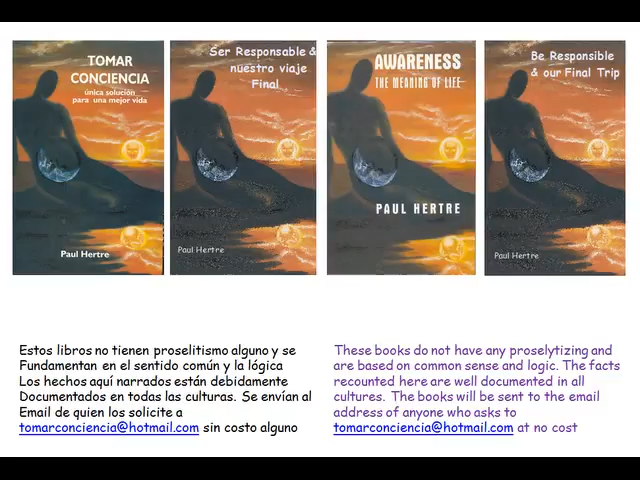 TOMAR
CONCIENCIA
única solución
para una mejor vida
Paul Hertre
Ser Responsable &
nuestro viaje
Final
Paul Hertre
AWARENESS
THE MEANING OF LIFE
PAUL HERTRE
Be Responsible
& our Final Trip
Paul Hertre
Estos libros no tienen proselitismo alguno y se
Fundamentan en el sentido común y la lógica
Los hechos aquí narrados están debidamente
Documentados en todas las culturas. Se envían al
Email de quien los solicite a
tomarconciencia@hotmail.com sin costo alguno
These books do not have any proselytizing and
are based on common sense and logic. The facts
recounted here are well documented in all
cultures. The books will be sent to the email
address of anyone who asks to
tomarconciencia@hotmail.com at no cost